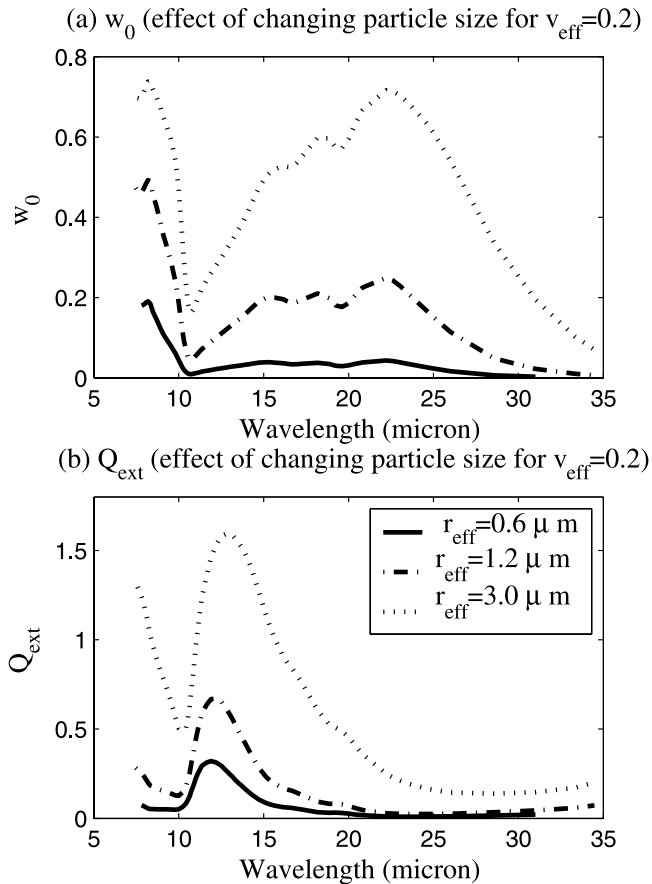 (a) w0 (effect of changing particle size for veff=0.2)
0.8
0.6
0.4
0.2
0
w0
5 10 15 20 25 30 35
Wavelength (micron)
(b) Qext (effect of changing particle size for veff=0.2)
1.5
1
0.5
0
Qext
reff=0.6 μ m
reff=1.2 μ m
reff=3.0 μ m
5 10 15 20 25 30 35
Wavelength (micron)